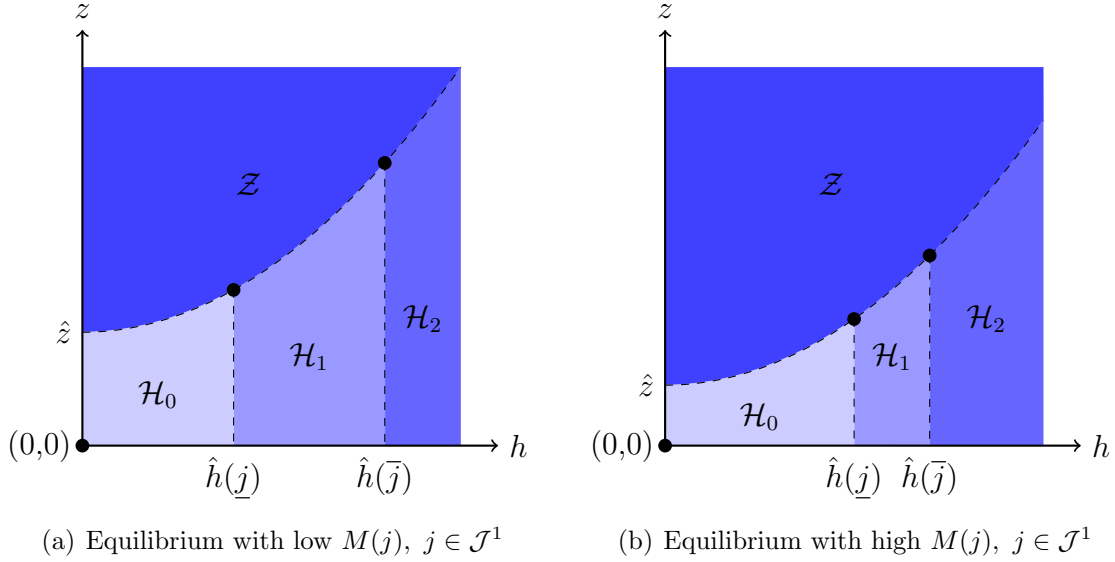 z
𝒵
ẑ
ℋ₀
ℋ₁
ℋ₂
(0,0)
h
ĥ(j̲)
ĥ(j̅)
(a) Equilibrium with low M(j), j ∈ 𝒥¹
z
𝒵
ẑ
ℋ₀
ℋ₁
ℋ₂
(0,0)
h
ĥ(j̲)
ĥ(j̅)
(b) Equilibrium with high M(j), j ∈ 𝒥¹